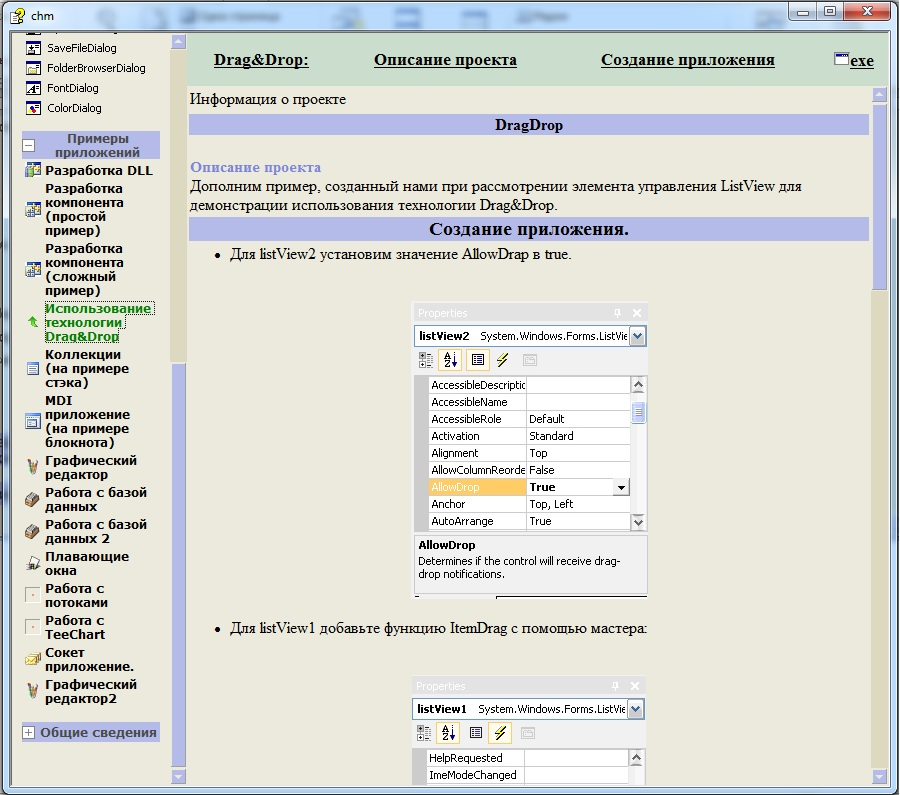 chm
SaveFileDialog
FolderBrowserDialog
FontDialog
ColorDialog
Примеры
приложений
Разработка DLL
Разработка
компонента
(простой
пример)
Разработка
компонента
(сложный
пример)
Использование
технологии
Drag&Drop
Коллекции
(на примере
стэка)
MDI
приложение
(на примере
блокнота)
Графический
редактор
Работа с базой
данных
Работа с базой
данных 2
Плавающие
окна
Работа с
потоками
Работа с
TeeChart
Сокет
приложение.
Графический
редактор2
Общие сведения
Drag&Drop: Описание проекта Создание приложения exe
Информация о проекте
DragDrop
Описание проекта
Дополним пример, созданный нами при рассмотрении элемента управления ListView для
демонстрации использования технологии Drag&Drop.
Создание приложения.
• Для listView2 установим значение AllowDrap в true.
Properties
listView2 System.Windows.Forms.ListVie
AccessibleDescriptic
AccessibleName
AccessibleRole Default
Activation Standard
Alignment Top
AllowColumnReorde False
AllowDrop True
Anchor Top, Left
AutoArrange True
AllowDrop
Determines if the control will receive drag-
drop notifications.
• Для listView1 добавьте функцию ItemDrag с помощью мастера:
Properties
listView1 System.Windows.Forms.ListVie
HelpRequested
ImeModeChanged